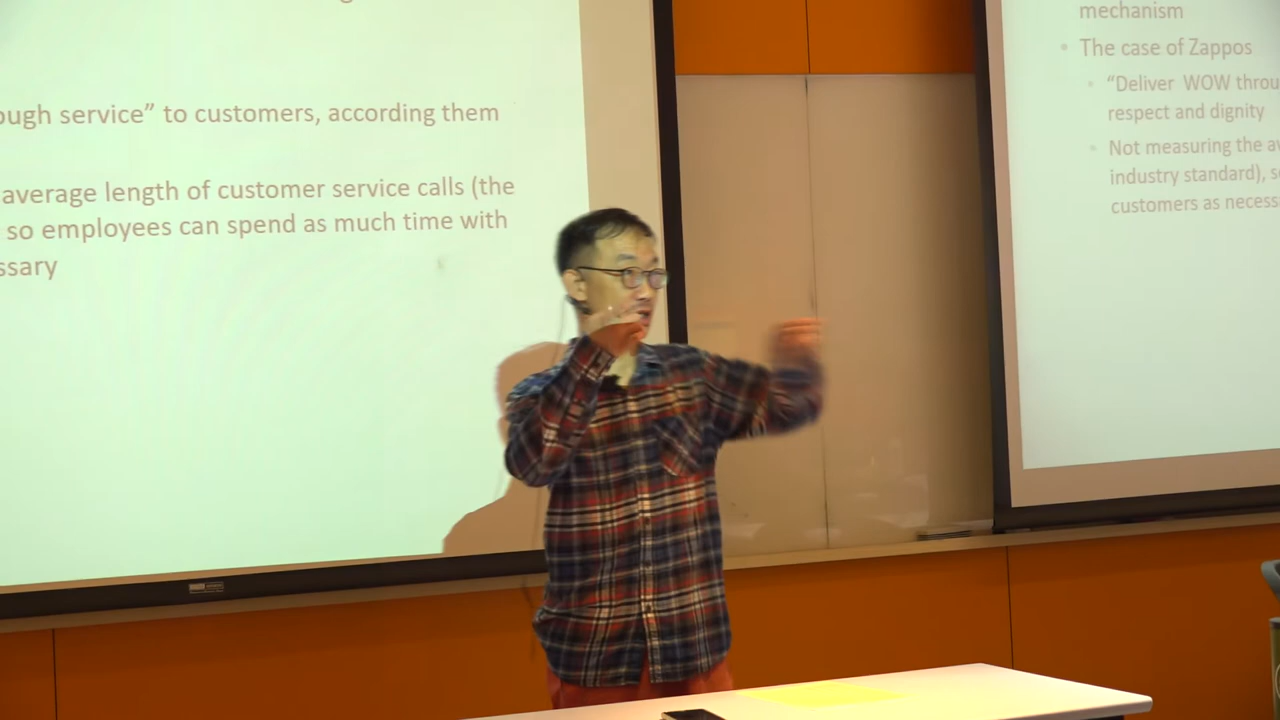 ough service” to customers, according them
average length of customer service calls (the
so employees can spend as much time with
ssary
mechanism
• The case of Zappos
• “Deliver WOW throu
respect and dignity
• Not measuring the av
industry standard), s
customers as necess